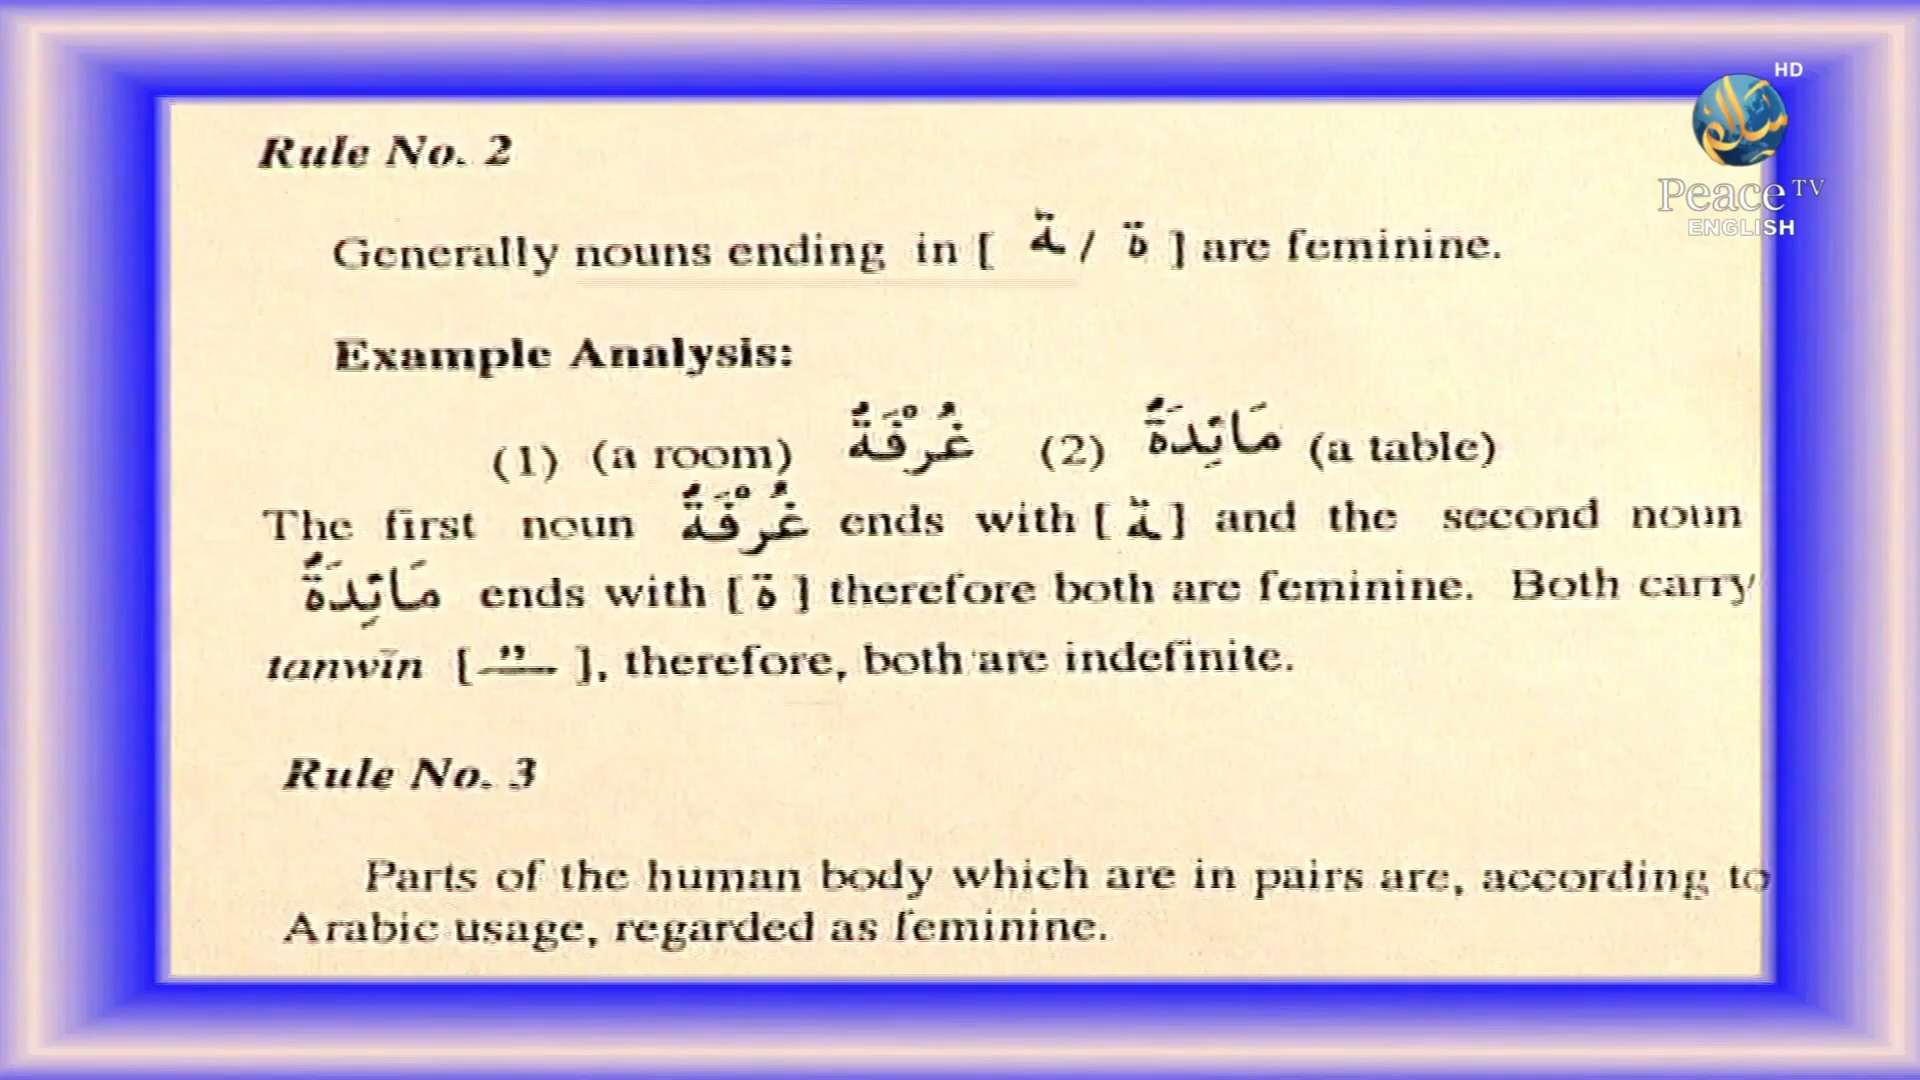 HD
Peace TV
ENGLISH
Rule No. 2
Generally nouns ending in [ ـة / ة ] are feminine.
Example Analysis:
(1) (a room) غُرْفَةٌ (2) مَائِدَةٌ (a table)
The first noun غُرْفَةٌ ends with [ ـة ] and the second noun
مَائِدَةٌ ends with [ ة ] therefore both are feminine. Both carry
tanwīn [ ـٌ ], therefore, both are indefinite.
Rule No. 3
Parts of the human body which are in pairs are, according to
Arabic usage, regarded as feminine.